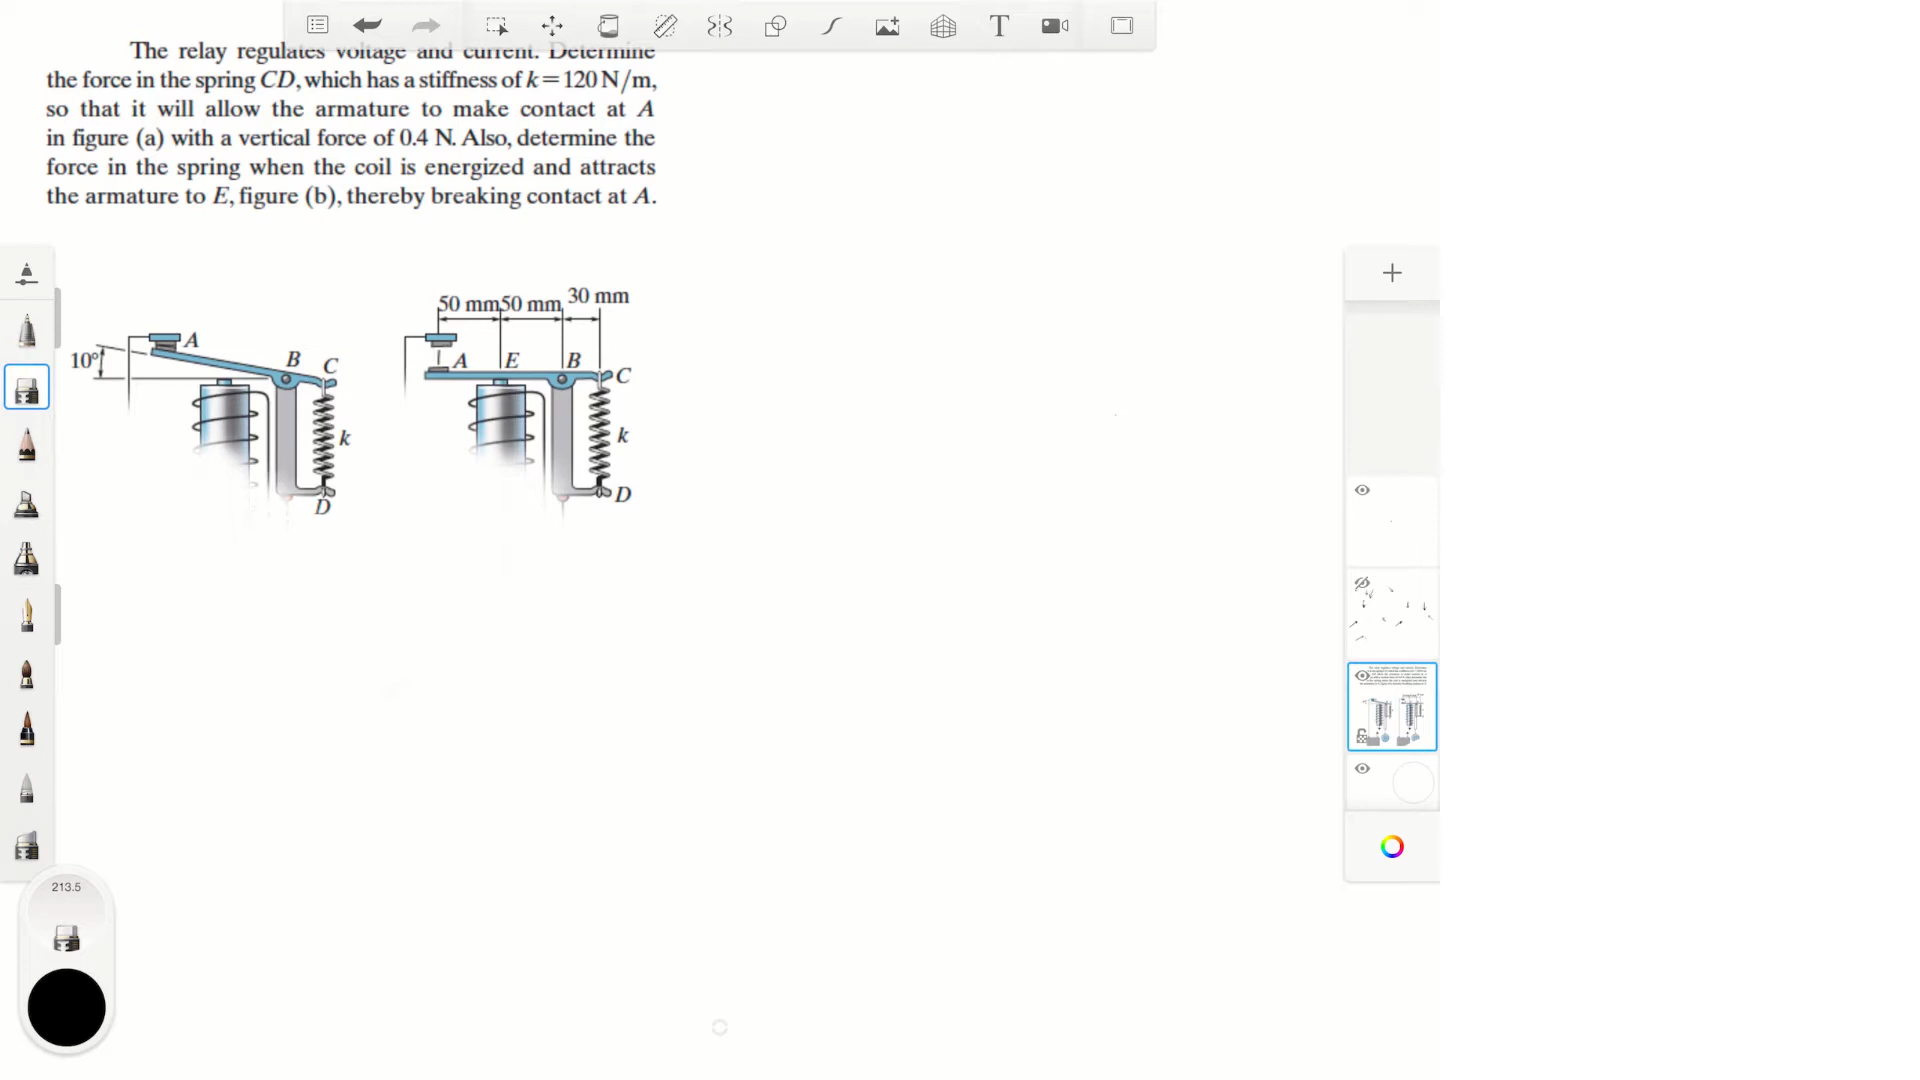 The relay regulates voltage and current. Determine
the force in the spring CD, which has a stiffness of k = 120 N/m,
so that it will allow the armature to make contact at A
in figure (a) with a vertical force of 0.4 N. Also, determine the
force in the spring when the coil is energized and attracts
the armature to E, figure (b), thereby breaking contact at A.
50 mm 50 mm 30 mm
10°
A
B
C
k
D
A
E
B
C
k
D
T
213.5